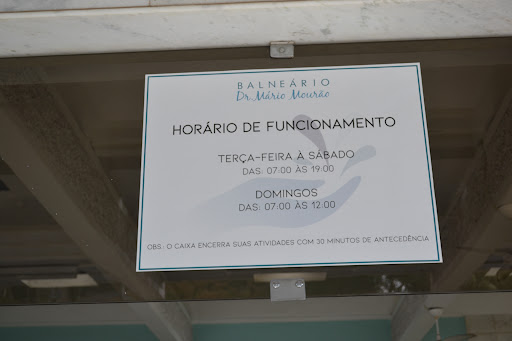 BALNEÁRIO
Dr. Mário Mourão
HORÁRIO DE FUNCIONAMENTO
TERÇA-FEIRA À SÁBADO
DAS: 07:00 ÀS 19:00
DOMINGOS
DAS: 07:00 ÀS 12:00
OBS.: O CAIXA ENCERRA SUAS ATIVIDADES COM 30 MINUTOS DE ANTECEDÊNCIA